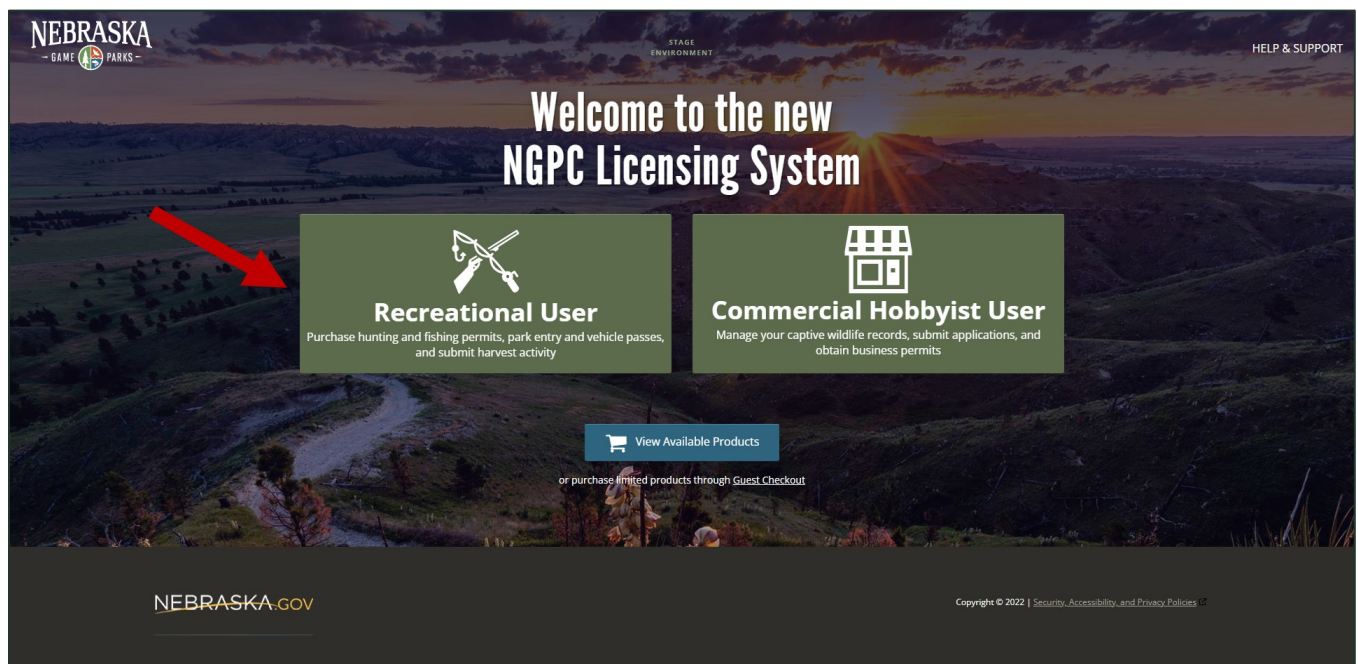 NEBRASKA
- GAME PARKS -
STAGE
ENVIRONMENT
HELP & SUPPORT
Welcome to the new
NGPC Licensing System
Recreational User
Purchase hunting and fishing permits, park entry and vehicle passes,
and submit harvest activity
Commercial Hobbyist User
Manage your captive wildlife records, submit applications, and
obtain business permits
View Available Products
or purchase limited products through Guest Checkout
NEBRASKA.GOV
Copyright © 2022 | Security, Accessibility, and Privacy Policies